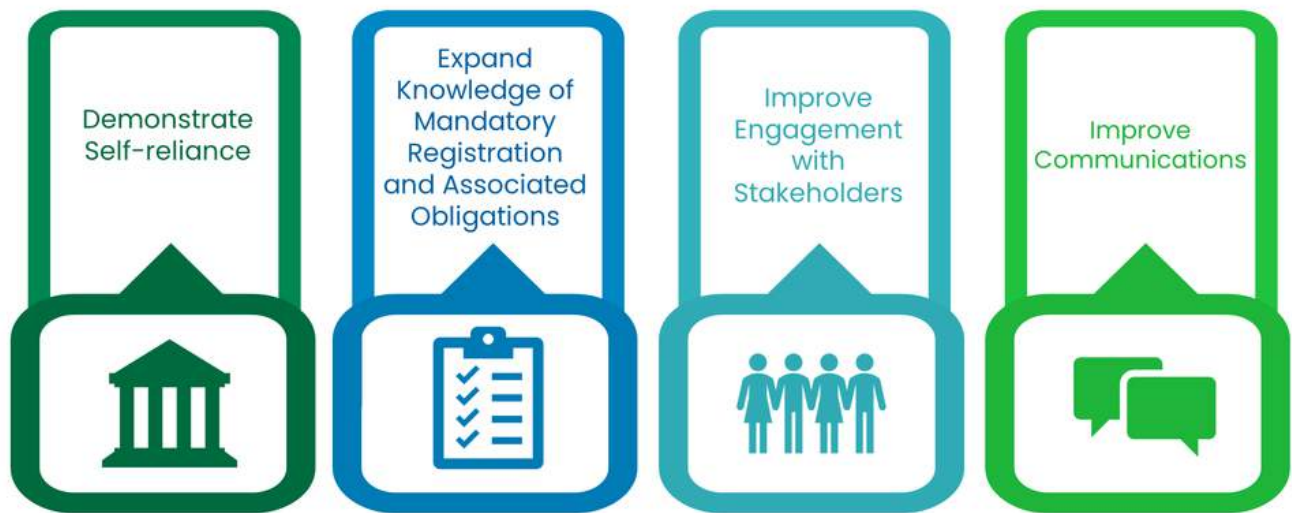 Demonstrate
Self-reliance
Expand
Knowledge of
Mandatory
Registration
and Associated
Obligations
Improve
Engagement
with
Stakeholders
Improve
Communications